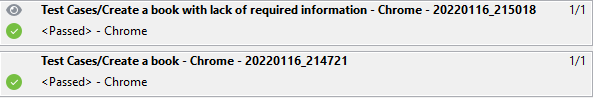 Test Cases/Create a book with lack of required information - Chrome - 20220116_215018 1/1
<Passed> - Chrome
Test Cases/Create a book - Chrome - 20220116_214721 1/1
<Passed> - Chrome